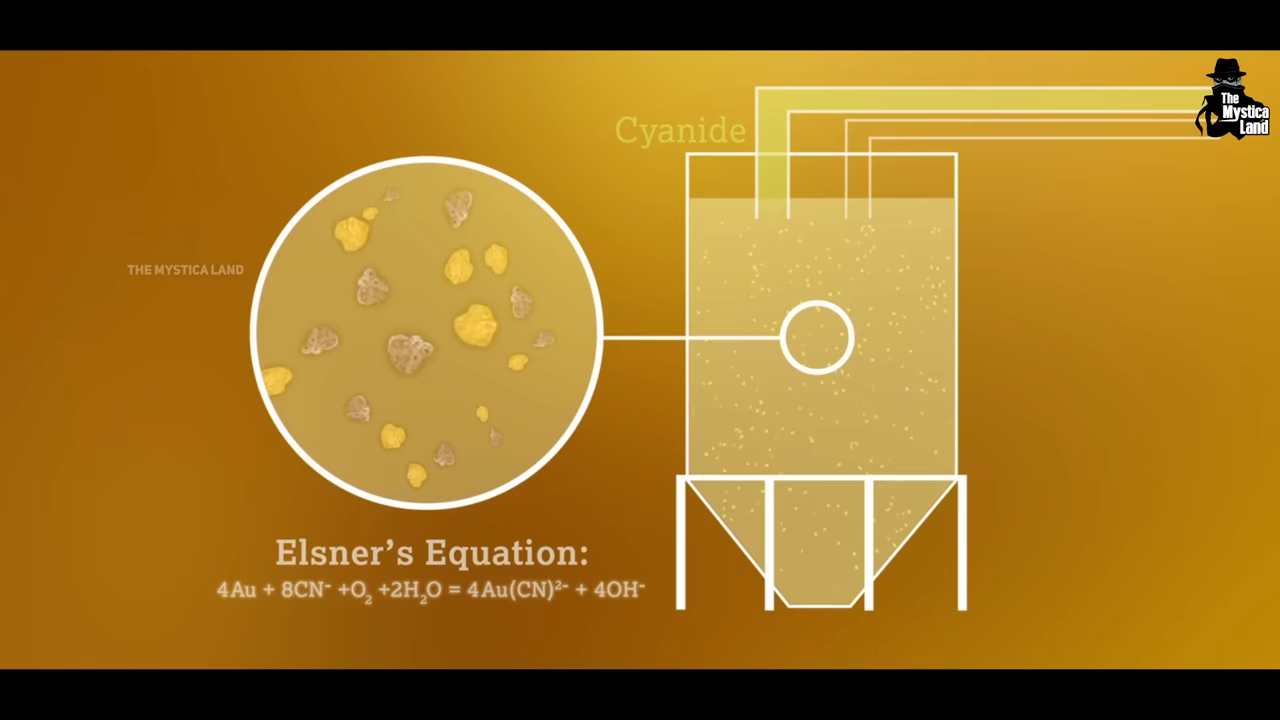 The
Mystica
Land
Cyanide
THE MYSTICA LAND
Elsner's Equation:
4Au + 8CN⁻ +O₂ +2H₂O = 4Au(CN)²⁻ + 4OH⁻